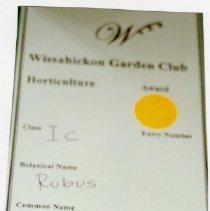 Wissahickon Garden Club
Horticulture Award
Class Ic
Entry Number
Botanical Name
Rubus
Common Name